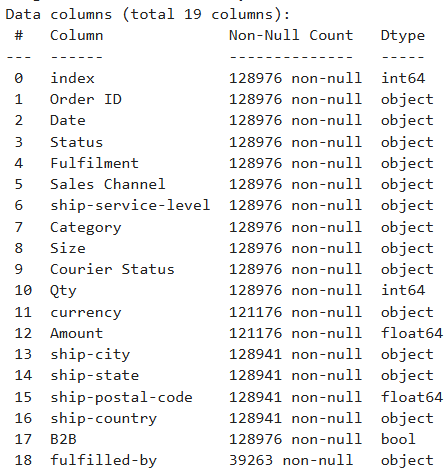 Data columns (total 19 columns):
 #   Column              Non-Null Count   Dtype
---  ------              --------------   -----
 0   index               128976 non-null  int64
 1   Order ID            128976 non-null  object
 2   Date                128976 non-null  object
 3   Status              128976 non-null  object
 4   Fulfilment          128976 non-null  object
 5   Sales Channel       128976 non-null  object
 6   ship-service-level  128976 non-null  object
 7   Category            128976 non-null  object
 8   Size                128976 non-null  object
 9   Courier Status      128976 non-null  object
 10  Qty                 128976 non-null  int64
 11  currency            121176 non-null  object
 12  Amount              121176 non-null  float64
 13  ship-city           128941 non-null  object
 14  ship-state          128941 non-null  object
 15  ship-postal-code    128941 non-null  float64
 16  ship-country        128941 non-null  object
 17  B2B                 128976 non-null  bool
 18  fulfilled-by        39263 non-null   object